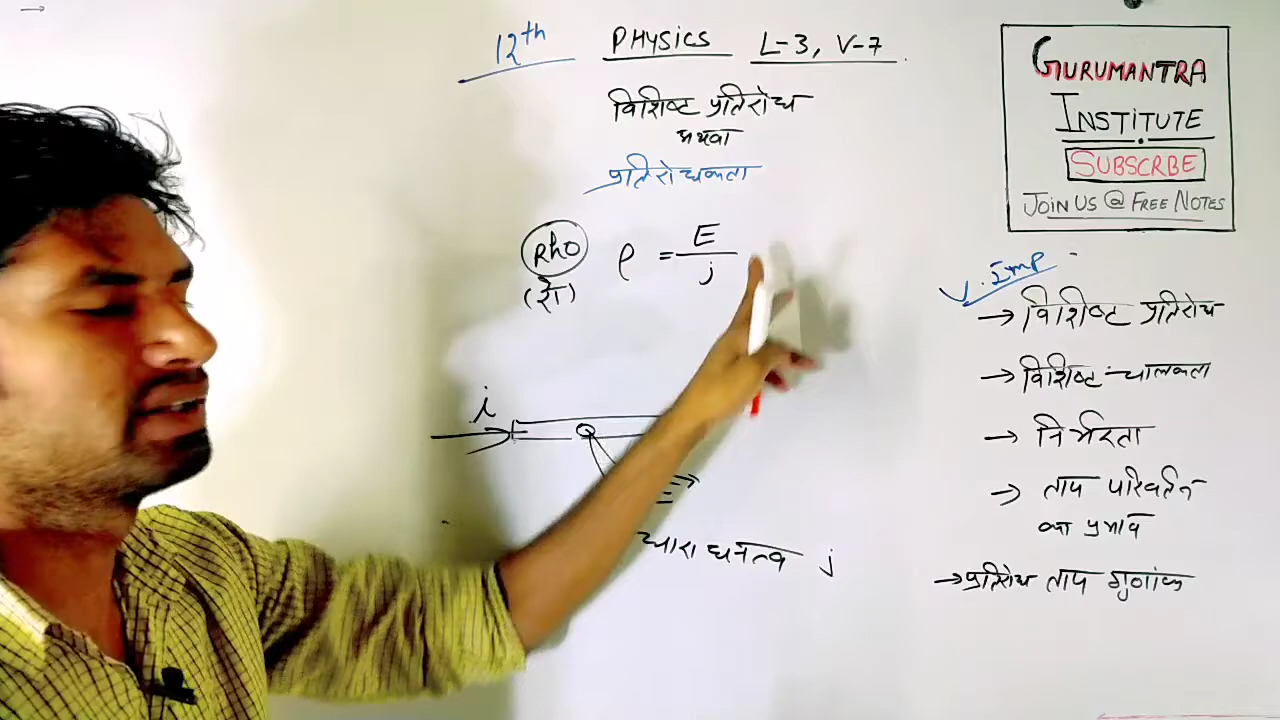 12th PHYSICS L-3, V-7
विशिष्ट प्रतिरोध
अथवा
प्रतिरोधकता
Rho ρ = E/j
(रो)
i
E
धारा घनत्व j
GURUMANTRA
INSTITUTE
SUBSCRBE
JOIN US @ FREE NOTES
V. Imp
→ विशिष्ट प्रतिरोध
→ विशिष्ट-चालकता
→ निर्भरता
→ ताप परिवर्तन
का प्रभाव
→ प्रतिरोध ताप गुणांक